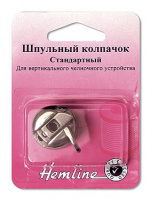 Шпульный колпачок
Стандартный
Для вертикального челночного устройства
Hemline